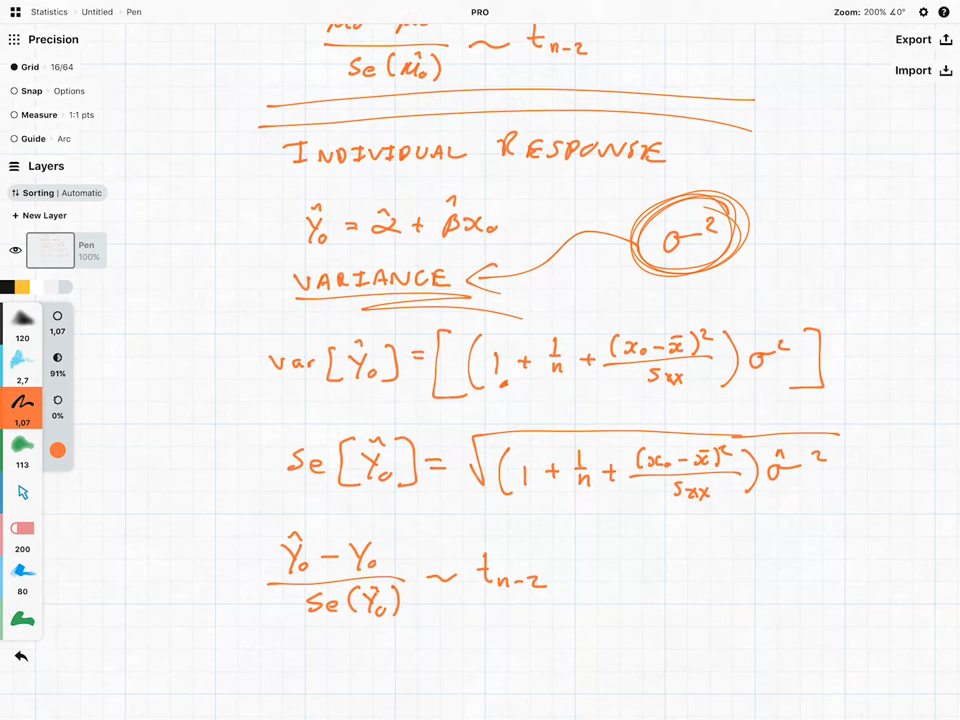 Statistics > Untitled > Pen
PRO
Zoom: 200% ∡0°
Precision
Grid 16/64
Snap Options
Measure 1:1 pts
Guide Arc
Layers
Sorting | Automatic
+ New Layer
Pen
100%
120
2,7
1,07
113
200
80
1,07
91%
0%
Export
Import
Se(μ̂₀) ~ tₙ₋₂
INDIVIDUAL RESPONSE
Ŷ₀ = α̂ + β̂x₀
σ²
VARIANCE
var[Ŷ₀] = [(1 + 1/n + (x₀ - x̄)²/Sxx) σ²]
se[Ŷ₀] = √((1 + 1/n + (x₀ - x̄)²/Sxx) σ̂²)
(Ŷ₀ - Y₀)/se(Ŷ₀) ~ tₙ₋₂